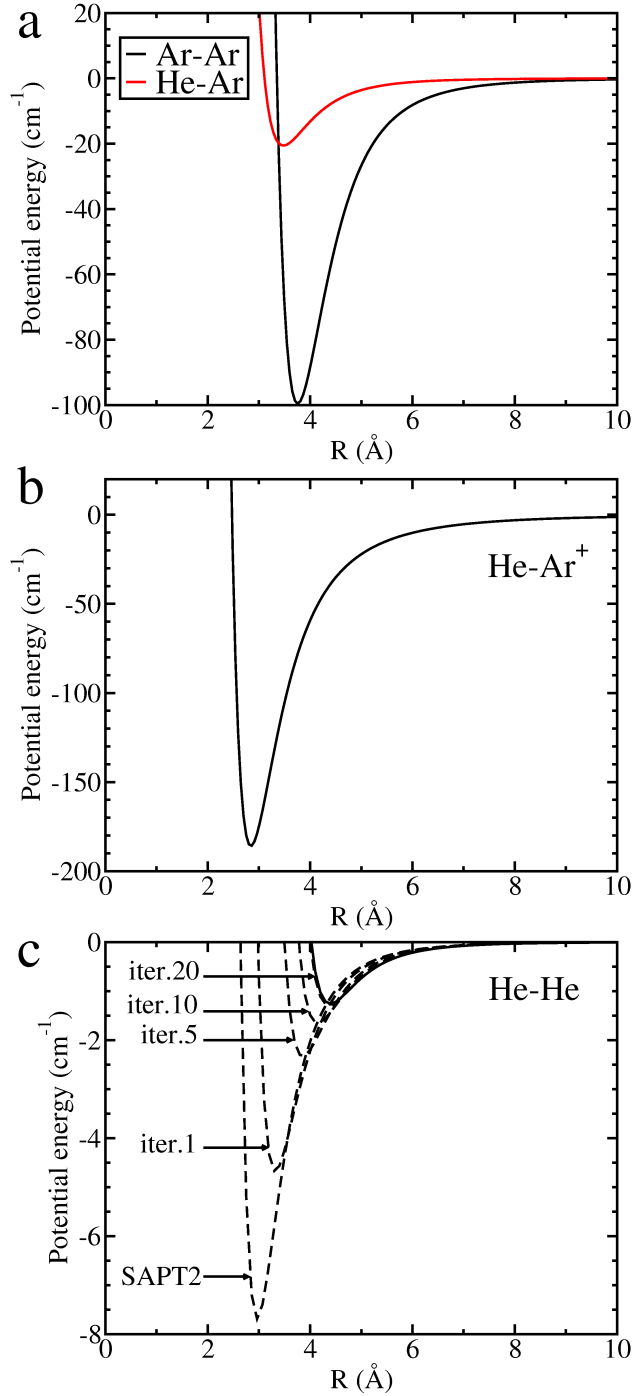 a
20
0
-20
-40
-60
-80
-100
Potential energy (cm-1)
Ar-Ar
He-Ar
0 2 4 6 8 10
R (Å)
b
0
-50
-100
-150
-200
Potential energy (cm-1)
He-Ar+
0 2 4 6 8 10
R (Å)
c
0
-2
-4
-6
-8
Potential energy (cm-1)
He-He
iter.20
iter.10
iter.5
iter.1
SAPT2
0 2 4 6 8 10
R (Å)